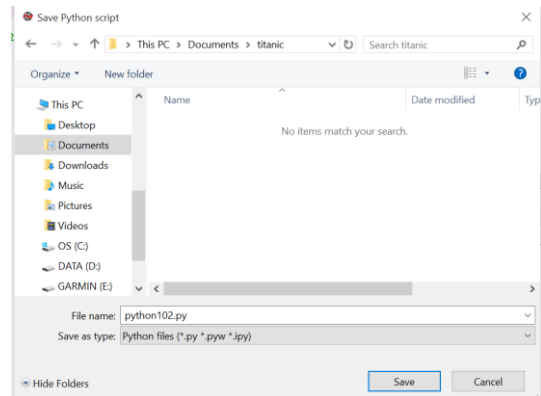 Save Python script
This PC > Documents > titanic
Search titanic
Organize
New folder
Name
Date modified
Typ
This PC
Desktop
Documents
Downloads
Music
Pictures
Videos
OS (C:)
DATA (D:)
GARMIN (E:)
No items match your search.
File name: python102.py
Save as type: Python files (*.py *.pyw *.ipy)
Hide Folders
Save
Cancel